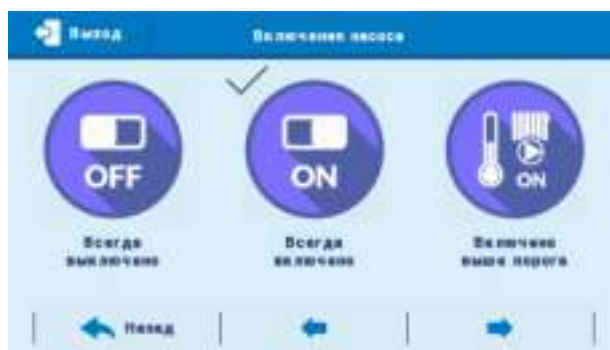 Выход
Включение насоса
OFF
ON
ON
Всегда
выключено
Всегда
включено
Включено
выше порога
Назад